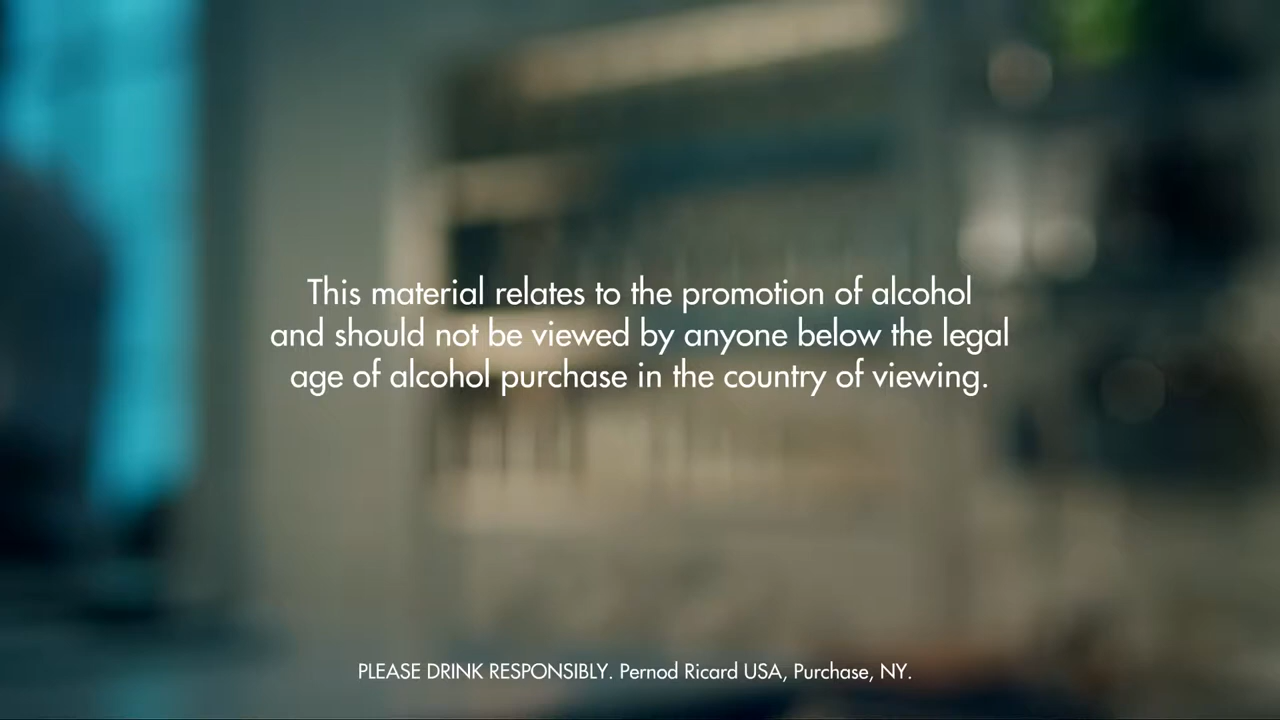 This material relates to the promotion of alcohol
and should not be viewed by anyone below the legal
age of alcohol purchase in the country of viewing.
PLEASE DRINK RESPONSIBLY. Pernod Ricard USA, Purchase, NY.